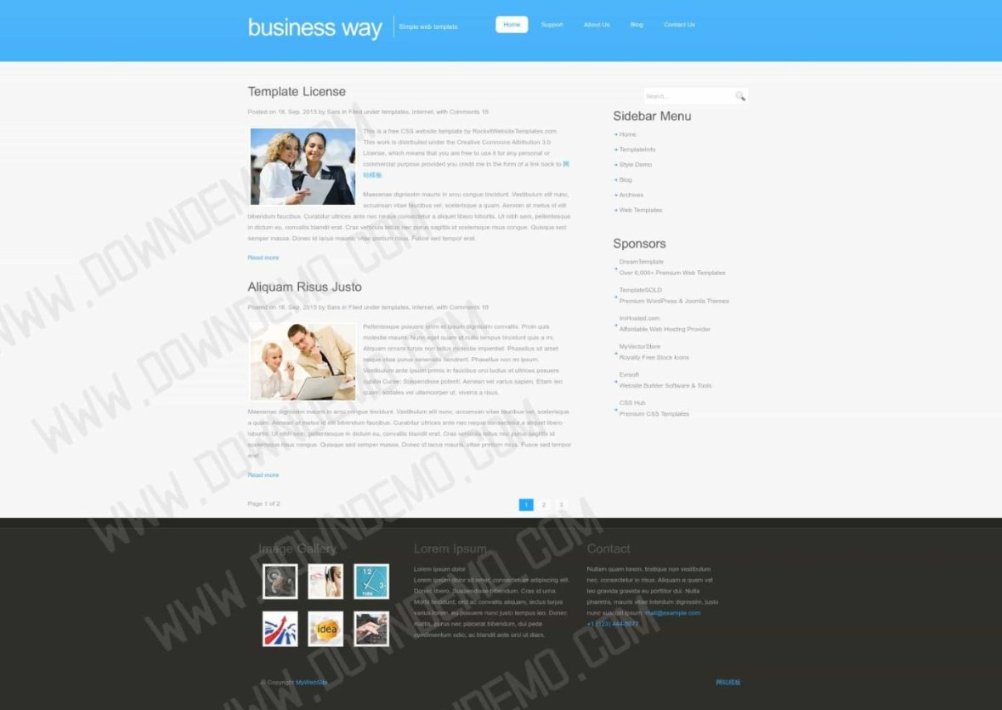 business way
Simple web template
Home
Support
About Us
Blog
Contact Us
Template License
Posted on 16. Sep, 2015 by Sara in Filed under templates, internet, with Comments 18
This is a free CSS website template by RocketWebsiteTemplates.com.
This work is distributed under the Creative Commons Attribution 3.0
License, which means that you are free to use it for any personal or
commercial purpose provided you credit me in the form of a link back to 网
站模板.
Maecenas dignissim mauris in arcu congue tincidunt. Vestibulum elit nunc,
accumsan vitae faucibus vel, scelerisque a quam. Aenean at metus id elit
bibendum faucibus. Curabitur ultrices ante nec neque consectetur a aliquet libero lobortis. Ut nibh sem, pellentesque
in dictum eu, convallis blandit erat. Cras vehicula tellus nec purus sagittis id scelerisque risus congue. Quisque sed
semper massa. Donec id lacus mauris, vitae pretium risus. Fusce sed tempor erat.
Read more
Aliquam Risus Justo
Posted on 16. Sep, 2015 by Sara in Filed under templates, internet, with Comments 18
Pellentesque posuere enim et ipsum dignissim convallis. Proin quis
molestie mauris. Nunc eget quam ut nulla tempus tincidunt quis a mi.
Aliquam ornare turpis non tellus molestie imperdiet. Phasellus sit amet
neque vitae purus venenatis hendrerit. Phasellus non mi ipsum.
Vestibulum ante ipsum primis in faucibus orci luctus et ultrices posuere
cubilia Curae; Suspendisse potenti. Aenean vel varius sapien. Etiam leo
quam, sodales vel ullamcorper ut, viverra a risus.
Maecenas dignissim mauris in arcu congue tincidunt. Vestibulum elit nunc, accumsan vitae faucibus vel, scelerisque
a quam. Aenean at metus id elit bibendum faucibus. Curabitur ultrices ante nec neque consectetur a aliquet libero
lobortis. Ut nibh sem, pellentesque in dictum eu, convallis blandit erat. Cras vehicula tellus nec purus sagittis id
scelerisque risus congue. Quisque sed semper massa. Donec id lacus mauris, vitae pretium risus. Fusce sed tempor
erat.
Read more
Page 1 of 2
1 2 3
Search...
Sidebar Menu
Home
TemplateInfo
Style Demo
Blog
Archives
Web Templates
Sponsors
DreamTemplate
Over 6,000+ Premium Web Templates
TemplateSOLD
Premium WordPress & Joomla Themes
ImHosted.com
Affordable Web Hosting Provider
MyVectorStore
Royalty Free Stock Icons
Evrsoft
Website Builder Software & Tools
CSS Hub
Premium CSS Templates
Image Gallery
12
3
idea
Lorem Ipsum
Lorem ipsum dolor
Lorem ipsum dolor sit amet, consectetuer adipiscing elit.
Donec libero. Suspendisse bibendum. Cras id urna.
Morbi tincidunt, orci ac convallis aliquam, lectus turpis
varius lorem, eu posuere nunc justo tempus leo. Donec
mattis, purus nec placerat bibendum, dui pede
condimentum odio, ac blandit ante orci ut diam.
Contact
Nullam quam lorem, tristique non vestibulum
nec, consectetur in risus. Aliquam a quam vel
leo gravida gravida eu porttitor dui. Nulla
pharetra, mauris vitae interdum dignissim, justo
nunc suscipit ipsum. mail@example.com
+1 (123) 444-5677
© Copyright MyWebSite.
网站模板
WWW.DOWNDEMO.COM
WWW.DOWNDEMO.COM
WWW.DOWNDEMO.COM
WWW.DOWNDEMO.COM
WWW.DOWNDEMO.COM